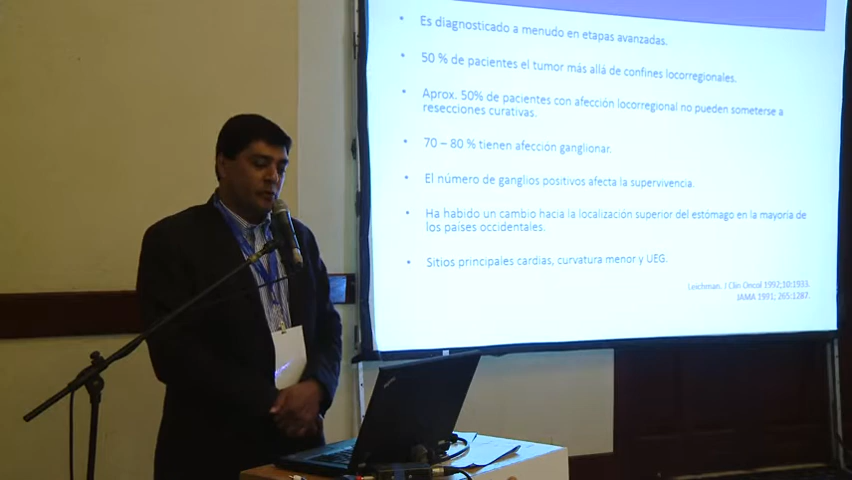 • Es diagnosticado a menudo en etapas avanzadas.
• 50 % de pacientes el tumor más allá de confines locorregionales.
• Aprox. 50% de pacientes con afección locorregional no pueden someterse a
resecciones curativas.
• 70 – 80 % tienen afección ganglionar.
• El número de ganglios positivos afecta la supervivencia.
• Ha habido un cambio hacia la localización superior del estómago en la mayoría de
los países occidentales.
• Sitios principales cardias, curvatura menor y UEG.
Leichman. J Clin Oncol 1992;10:1933.
JAMA 1991; 265:1287.